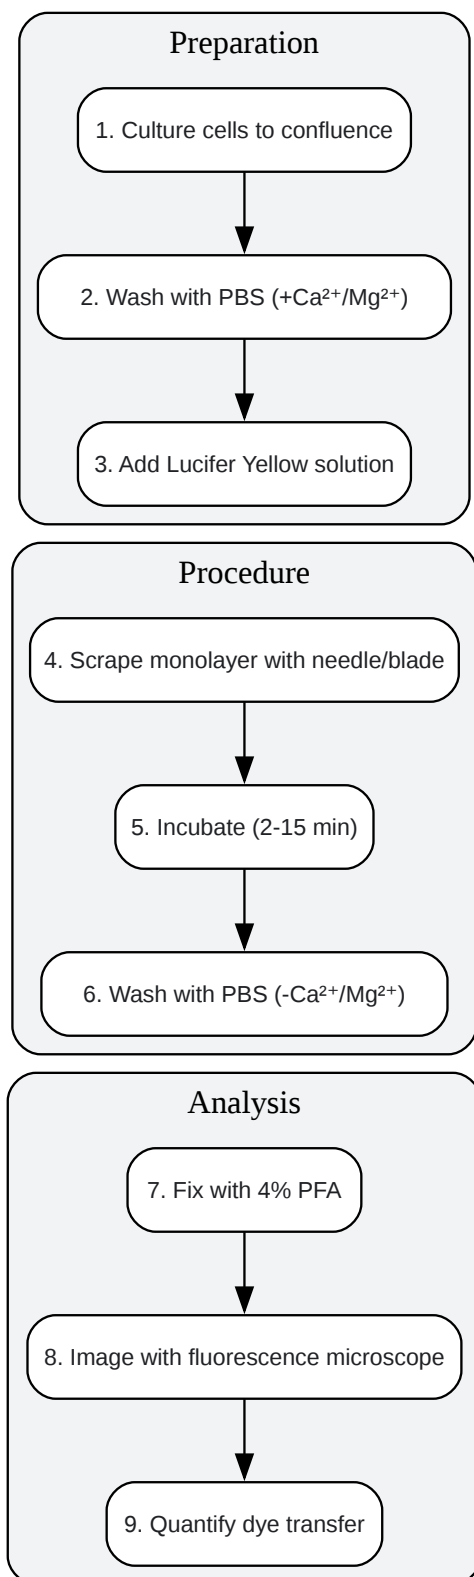 Preparation
1. Culture cells to confluence
2. Wash with PBS (+Ca²⁺/Mg²⁺)
3. Add Lucifer Yellow solution
Procedure
4. Scrape monolayer with needle/blade
5. Incubate (2-15 min)
6. Wash with PBS (-Ca²⁺/Mg²⁺)
Analysis
7. Fix with 4% PFA
8. Image with fluorescence microscope
9. Quantify dye transfer